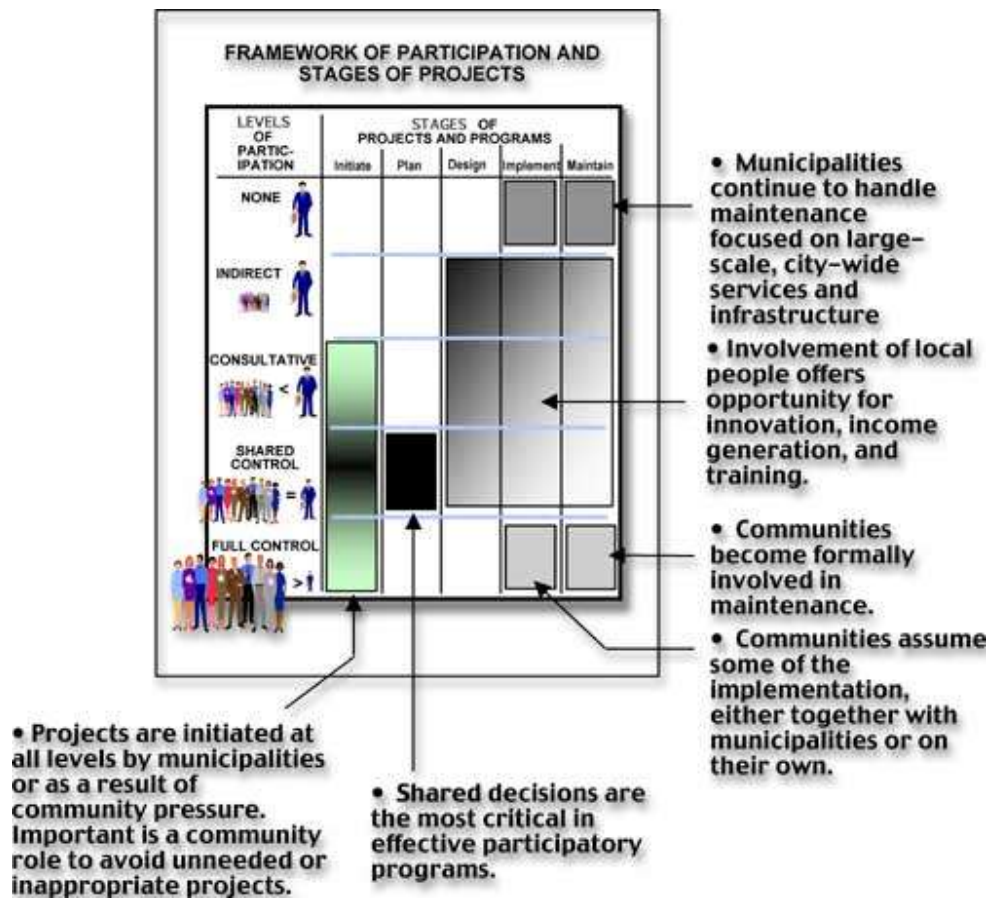 FRAMEWORK OF PARTICIPATION AND
STAGES OF PROJECTS
LEVELS
OF
PARTIC-
IPATION
STAGES OF
PROJECTS AND PROGRAMS
Initiate Plan Design Implement Maintain
NONE
INDIRECT
CONSULTATIVE
<
SHARED
CONTROL
=
FULL CONTROL
>
• Municipalities
continue to handle
maintenance
focused on large-
scale, city-wide
services and
infrastructure
• Involvement of local
people offers
opportunity for
innovation, income
generation, and
training.
• Communities
become formally
involved in
maintenance.
• Communities assume
some of the
implementation,
either together with
municipalities or on
their own.
• Projects are initiated at
all levels by municipalities
or as a result of
community pressure.
Important is a community
role to avoid unneeded or
inappropriate projects.
• Shared decisions are
the most critical in
effective participatory
programs.